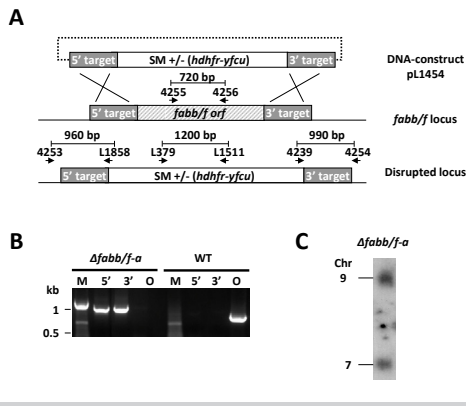 A
5' target SM +/- (hdhfr-yfcu) 3' target
DNA-construct
pL1454
720 bp
4255 4256
5' target fabb/f orf 3' target
fabb/f locus
960 bp 1200 bp 990 bp
4253 L1858 L379 L1511 4239 4254
5' target SM +/- (hdhfr-yfcu) 3' target
Disrupted locus
B
Δfabb/f-a WT
kb M 5' 3' O M 5' 3' O
1
0.5
C
Δfabb/f-a
Chr
9
7